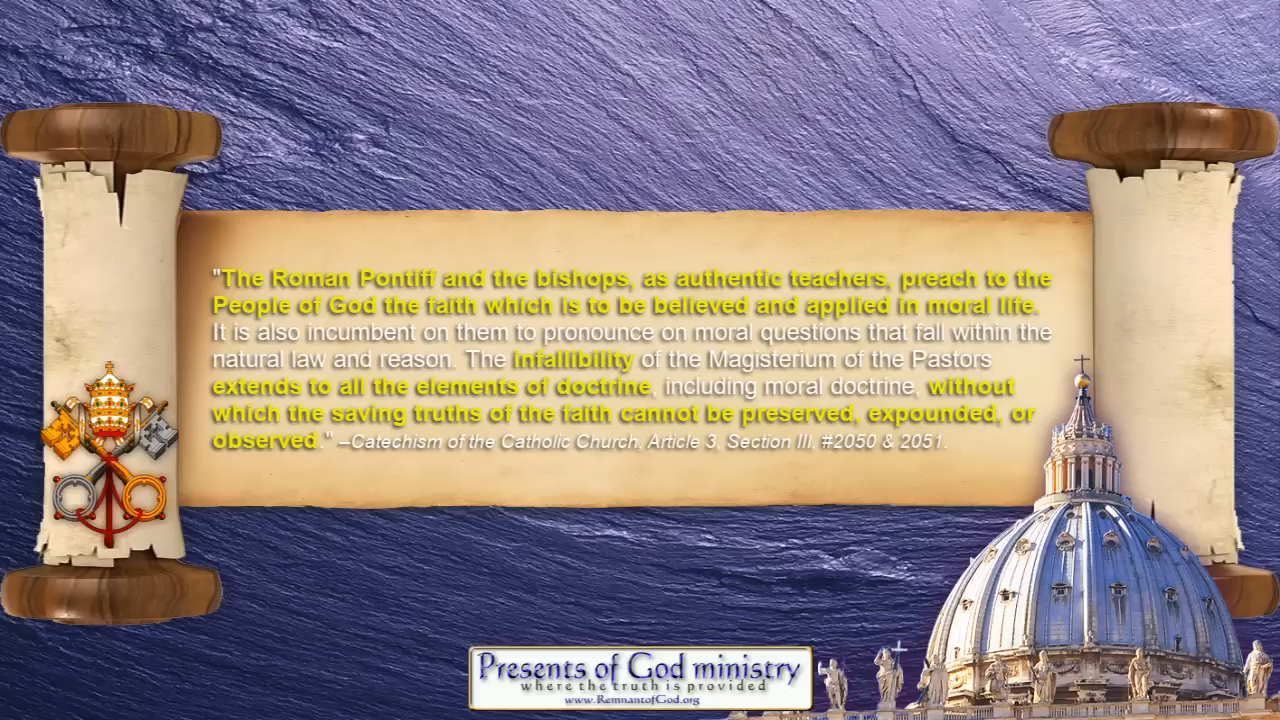 "The Roman Pontiff and the bishops, as authentic teachers, preach to the
People of God the faith which is to be believed and applied in moral life.
It is also incumbent on them to pronounce on moral questions that fall within the
natural law and reason. The infallibility of the Magisterium of the Pastors
extends to all the elements of doctrine, including moral doctrine, without
which the saving truths of the faith cannot be preserved, expounded, or
observed." –Catechism of the Catholic Church, Article 3, Section III, #2050 & 2051.
Presents of God ministry
where the truth is provided
www.RemnantofGod.org